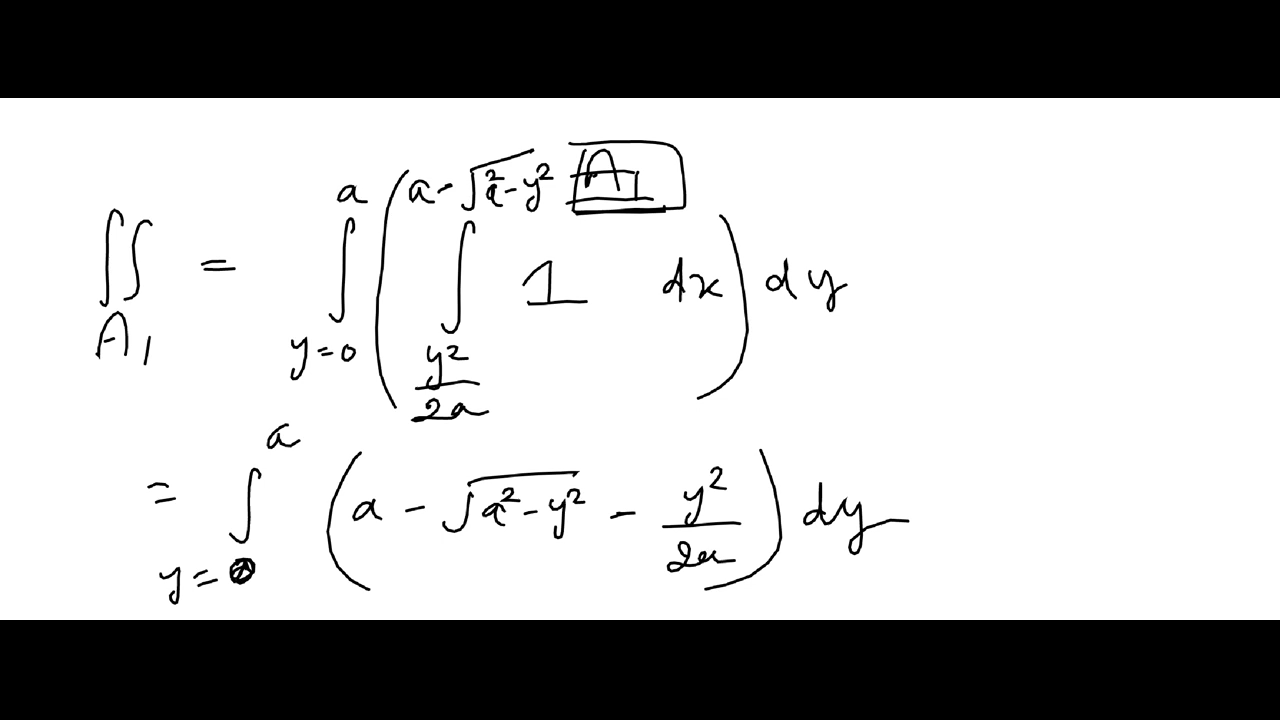 ∬_{A₁} = ∫_{y=0}^{a} ( ∫_{y²/2a}^{a-√(a²-y²)} 1 dx ) dy A₁
= ∫_{y=0}^{a} ( a - √(a²-y²) - y²/2a ) dy